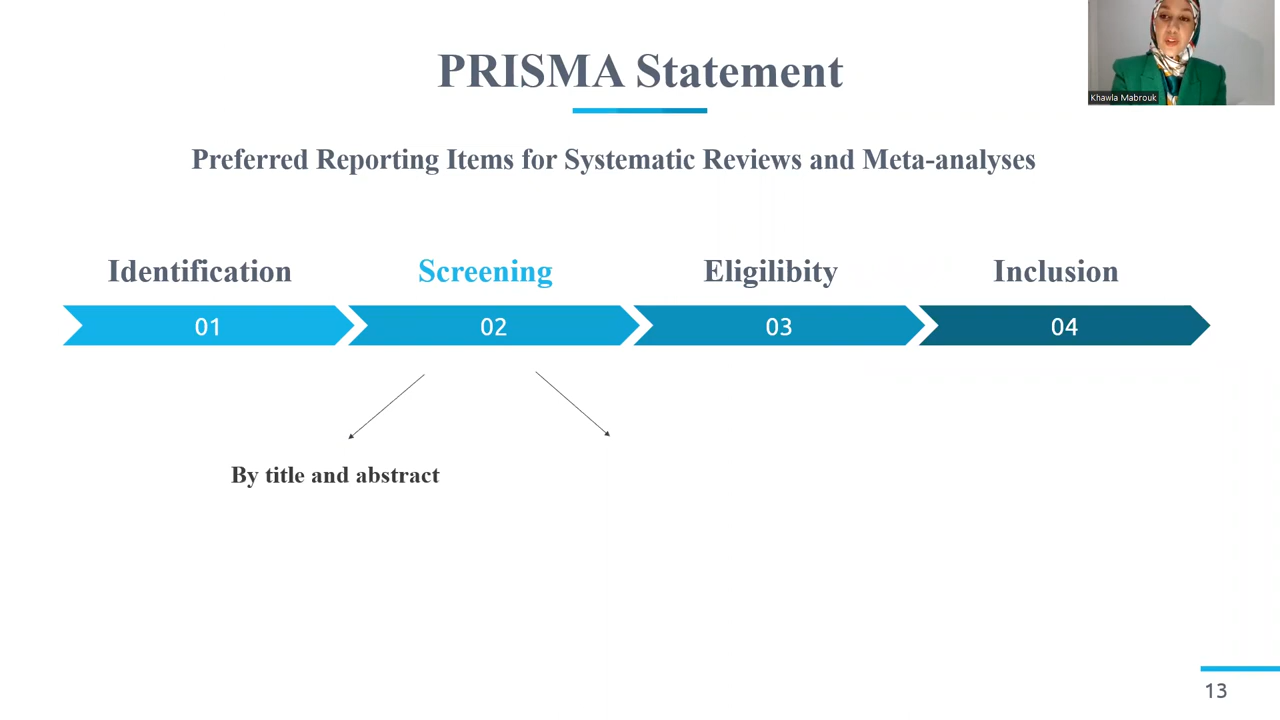 PRISMA Statement
Khawla Mabrouk
Preferred Reporting Items for Systematic Reviews and Meta-analyses
Identification
Screening
Eligilibity
Inclusion
01
02
03
04
By title and abstract
13